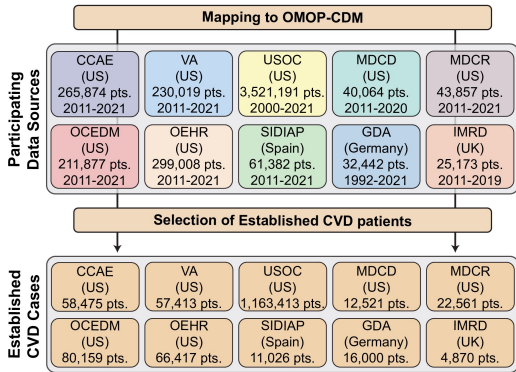 Mapping to OMOP-CDM
Participating
Data Sources
CCAE
(US)
265,874 pts.
2011-2021
VA
(US)
230,019 pts.
2011-2021
USOC
(US)
3,521,191 pts.
2000-2021
MDCD
(US)
40,064 pts.
2011-2020
MDCR
(US)
43,857 pts.
2011-2021
OCEDM
(US)
211,877 pts.
2011-2021
OEHR
(US)
299,008 pts.
2011-2021
SIDIAP
(Spain)
61,382 pts.
2011-2021
GDA
(Germany)
32,442 pts.
1992-2021
IMRD
(UK)
25,173 pts.
2011-2019
Selection of Established CVD patients
Established
CVD Cases
CCAE
(US)
58,475 pts.
VA
(US)
57,413 pts.
USOC
(US)
1,163,413 pts.
MDCD
(US)
12,521 pts.
MDCR
(US)
22,561 pts.
OCEDM
(US)
80,159 pts.
OEHR
(US)
66,417 pts.
SIDIAP
(Spain)
11,026 pts.
GDA
(Germany)
16,000 pts.
IMRD
(UK)
4,870 pts.